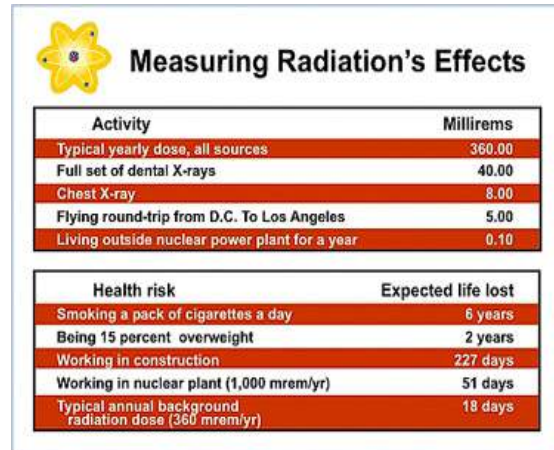 Measuring Radiation's Effects
Activity Millirems
Typical yearly dose, all sources 360.00
Full set of dental X-rays 40.00
Chest X-ray 8.00
Flying round-trip from D.C. To Los Angeles 5.00
Living outside nuclear power plant for a year 0.10
Health risk Expected life lost
Smoking a pack of cigarettes a day 6 years
Being 15 percent overweight 2 years
Working in construction 227 days
Working in nuclear plant (1,000 mrem/yr) 51 days
Typical annual background 18 days
radiation dose (360 mrem/yr)